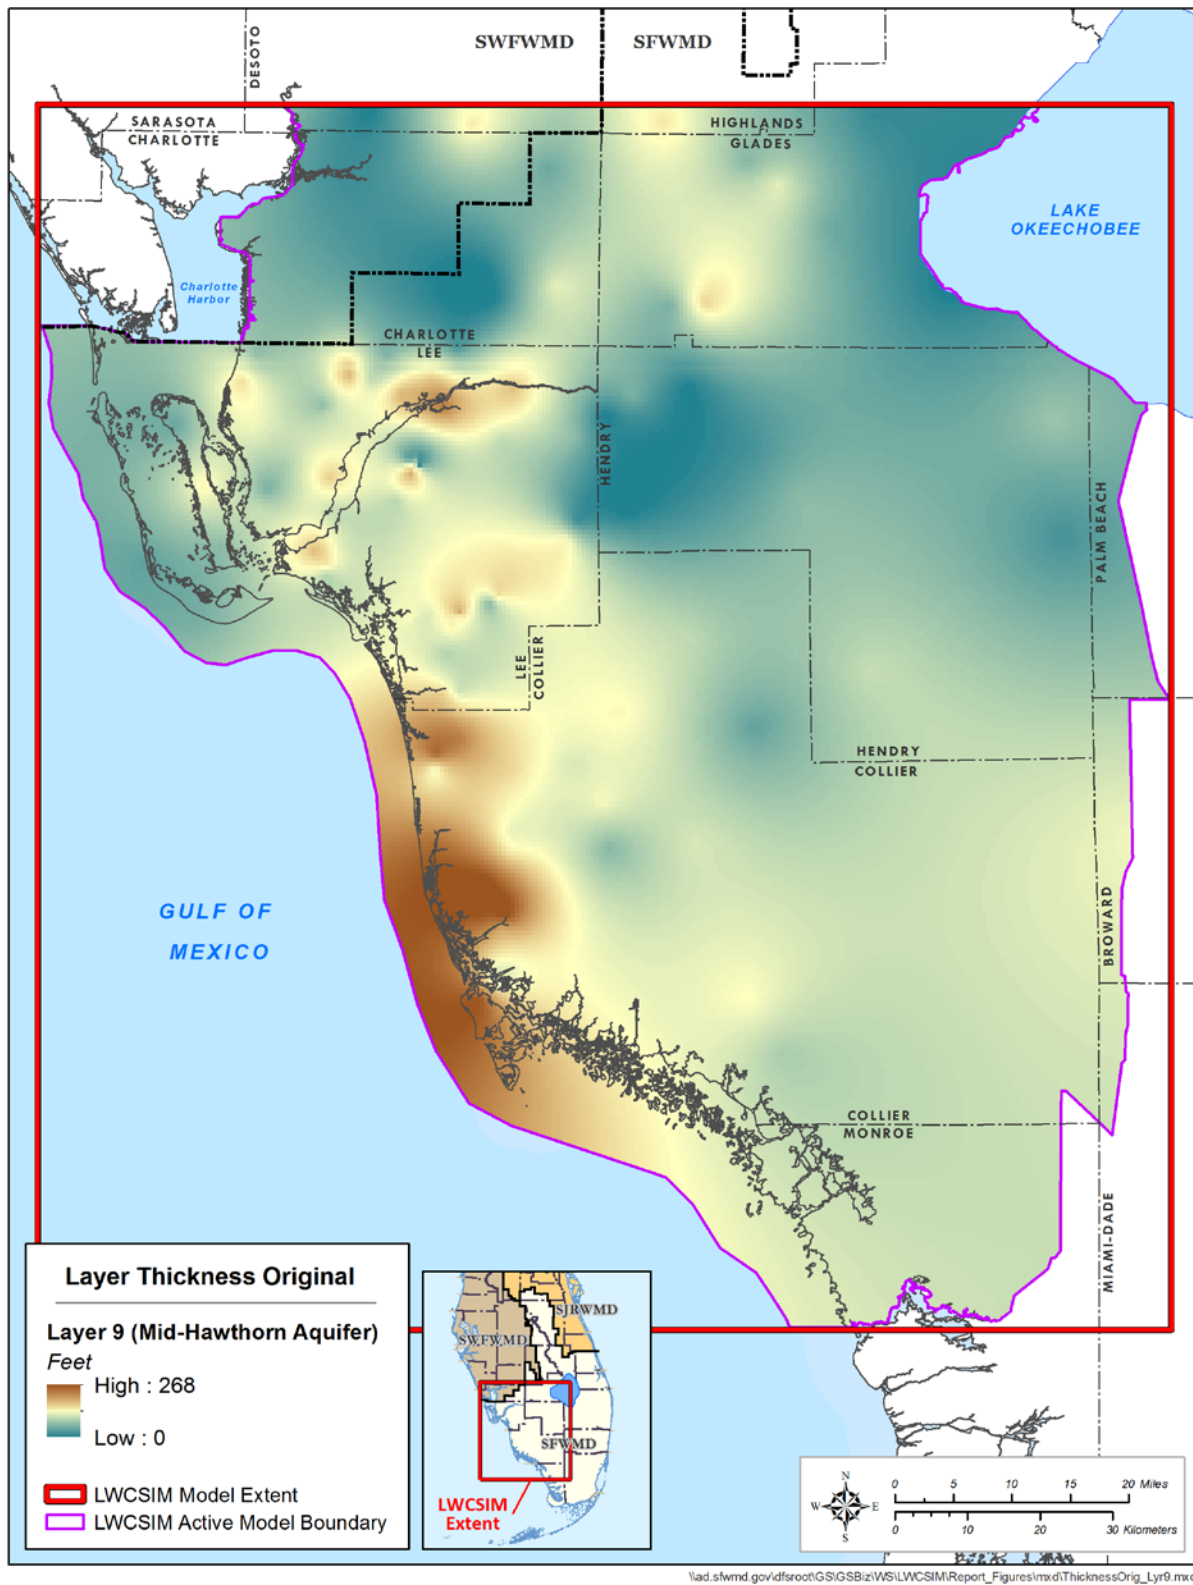 SWFWMD
SFWMD
DESOTO
SARASOTA
CHARLOTTE
HIGHLANDS
GLADES
LAKE
OKEECHOBEE
Charlotte
Harbor
CHARLOTTE
LEE
HENDRY
PALM BEACH
LEE
COLLIER
HENDRY
COLLIER
GULF OF
MEXICO
BROWARD
COLLIER
MONROE
MIAMI-DADE
Layer Thickness Original
Layer 9 (Mid-Hawthorn Aquifer)
Feet
High : 268
Low : 0
LWCSIM Model Extent
LWCSIM Active Model Boundary
SJRWMD
SWFWMD
SFWMD
LWCSIM
Extent
N
W
E
S
0 5 10 15 20 Miles
0 10 20 30 Kilometers
\\ad.sfwmd.gov\dfsroot\GS\GSBiz\WS\LWCSIM\Report_Figures\mxd\ThicknessOrig_Lyr9.mxd